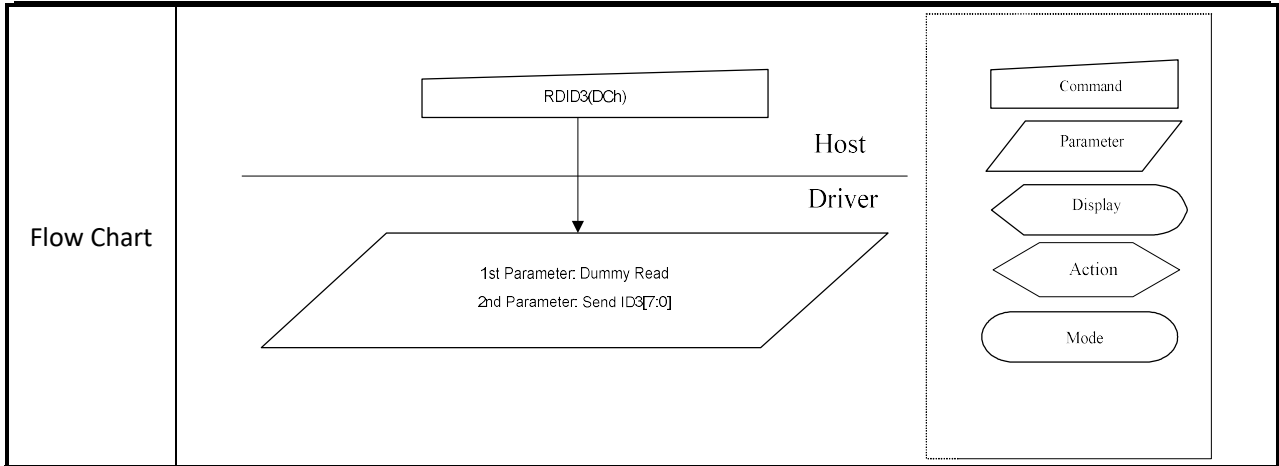 Flow Chart
RDID3(DCh)
Host
Driver
1st Parameter: Dummy Read
2nd Parameter: Send ID3[7:0]
Command
Parameter
Display
Action
Mode